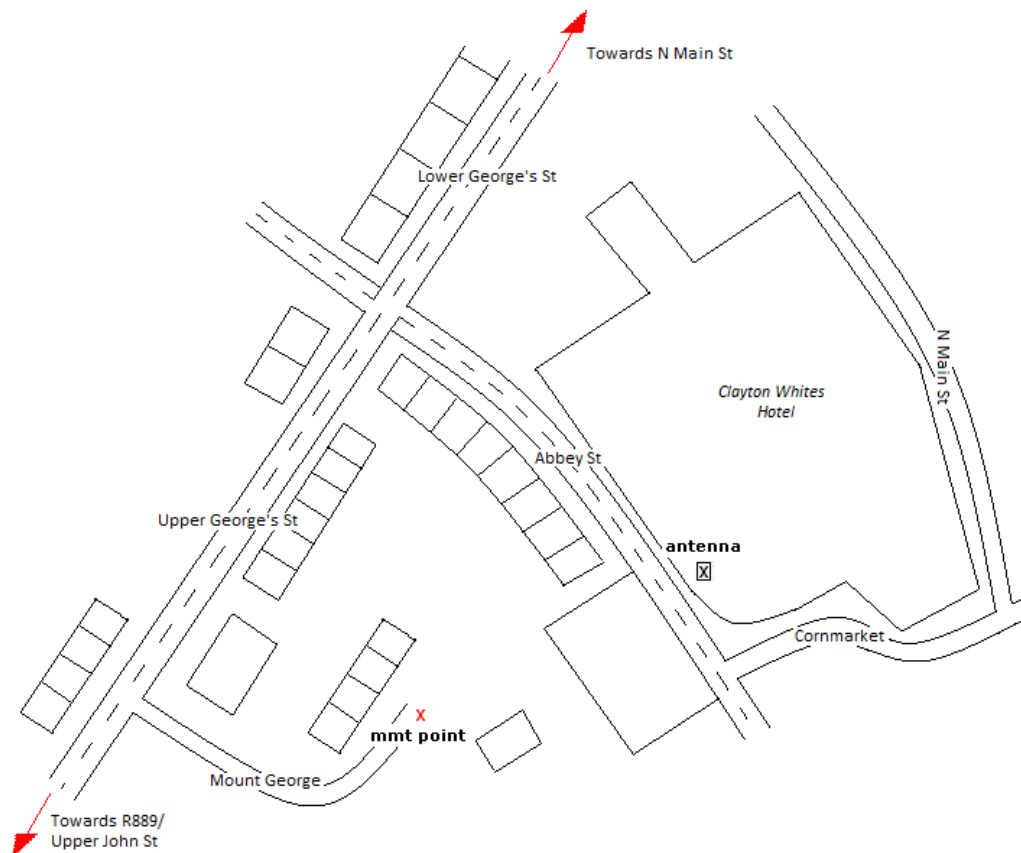 Towards N Main St
Lower George's St
N Main St
Clayton Whites
Hotel
Abbey St
Upper George's St
antenna
X
Cornmarket
X
mmt point
Mount George
Towards R889/
Upper John St